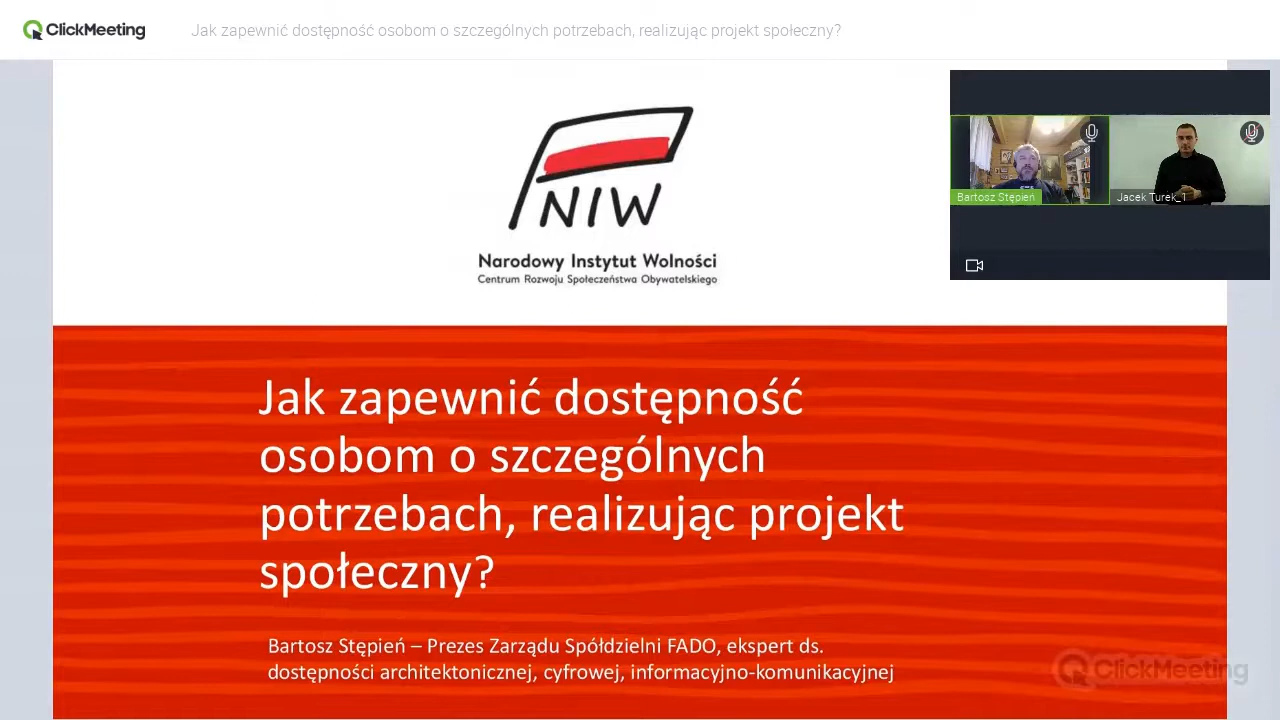 ClickMeeting
Jak zapewnić dostępność osobom o szczególnych potrzebach, realizując projekt społeczny?
NIW
Narodowy Instytut Wolności
Centrum Rozwoju Społeczeństwa Obywatelskiego
Bartosz Stępień
Jacek Turek_1
Jak zapewnić dostępność
osobom o szczególnych
potrzebach, realizując projekt
społeczny?
Bartosz Stępień – Prezes Zarządu Spółdzielni FADO, ekspert ds.
dostępności architektonicznej, cyfrowej, informacyjno-komunikacyjnej
ClickMeeting